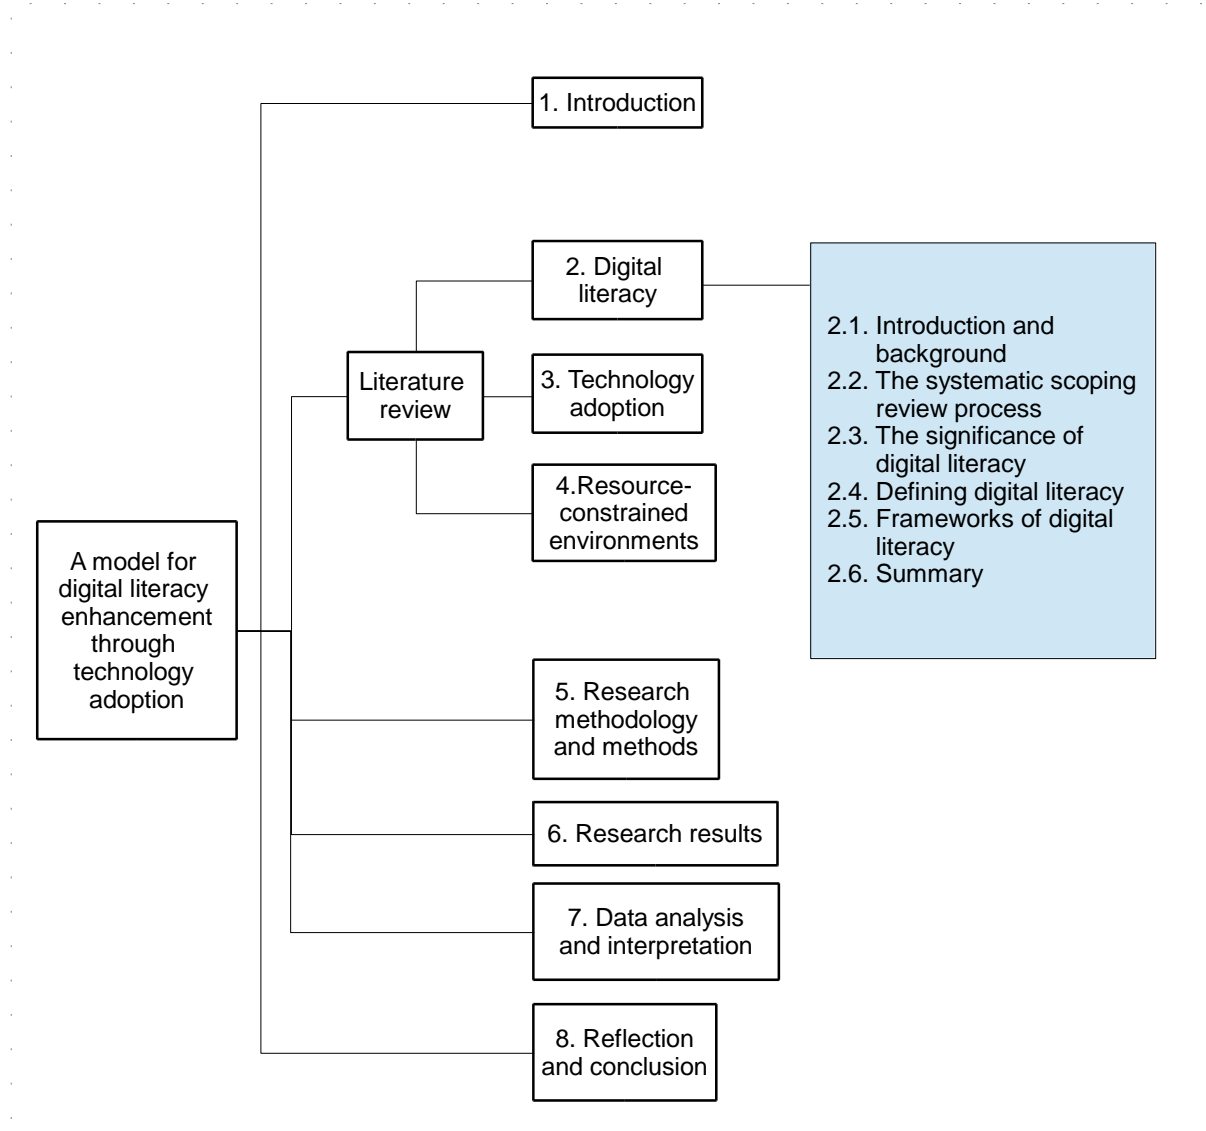 1. Introduction
2. Digital
literacy
2.1. Introduction and
background
2.2. The systematic scoping
review process
2.3. The significance of
digital literacy
2.4. Defining digital literacy
2.5. Frameworks of digital
literacy
2.6. Summary
Literature
review
3. Technology
adoption
4.Resource-
constrained
environments
A model for
digital literacy
enhancement
through
technology
adoption
5. Research
methodology
and methods
6. Research results
7. Data analysis
and interpretation
8. Reflection
and conclusion